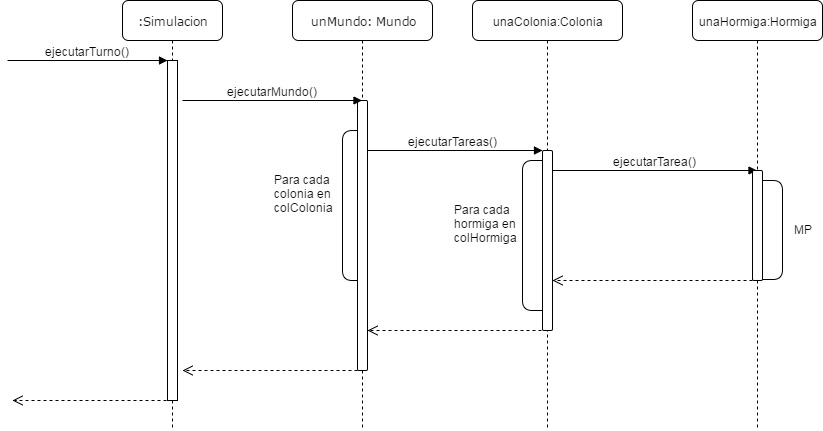 :Simulacion
unMundo: Mundo
unaColonia:Colonia
unaHormiga:Hormiga
ejecutarTurno()
ejecutarMundo()
ejecutarTareas()
ejecutarTarea()
Para cada
colonia en
colColonia
Para cada
hormiga en
colHormiga
MP